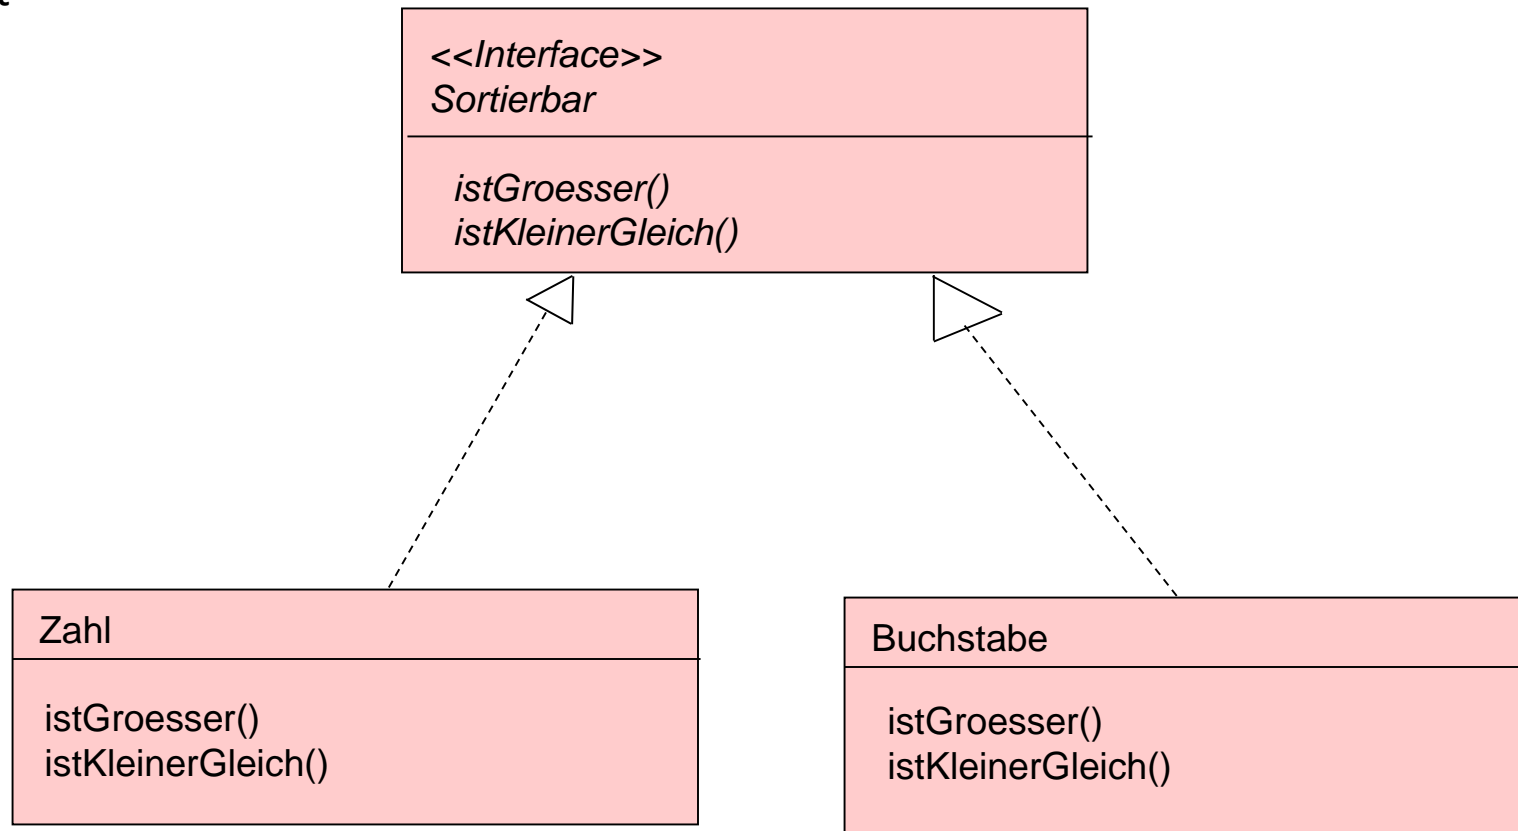 <<Interface>>
Sortierbar
istGroesser()
istKleinerGleich()
Zahl
istGroesser()
istKleinerGleich()
Buchstabe
istGroesser()
istKleinerGleich()